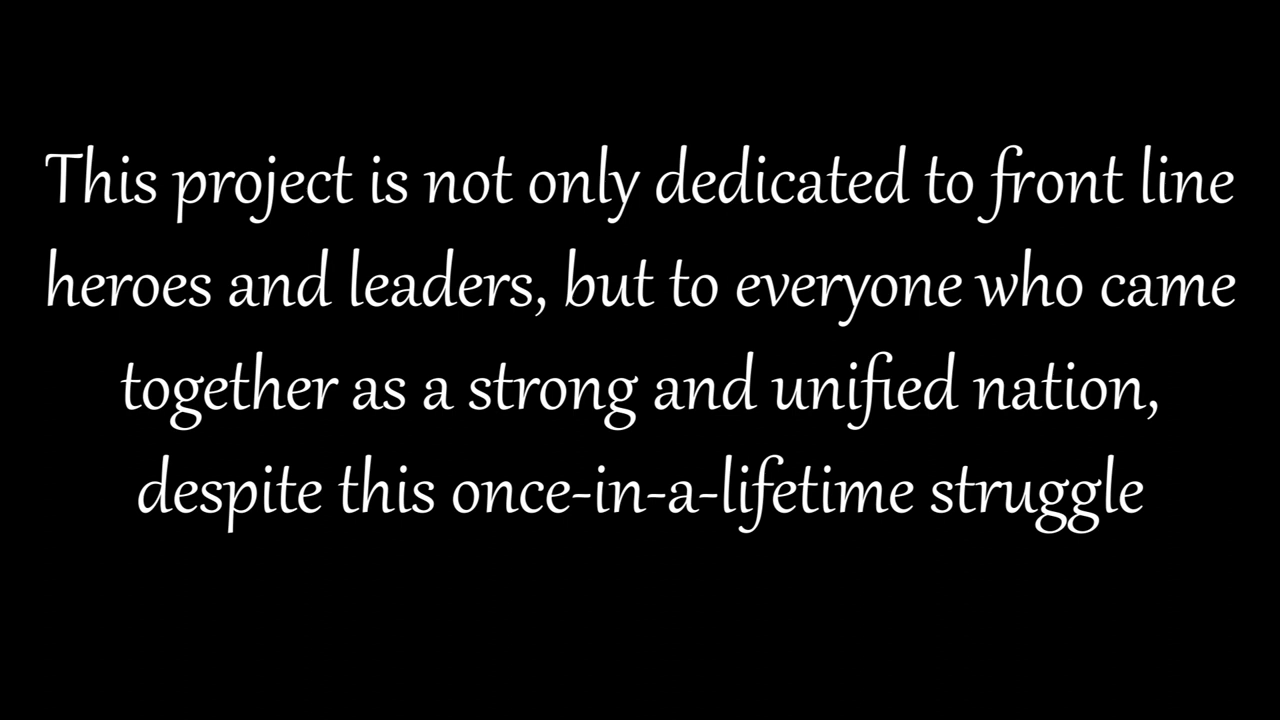 This project is not only dedicated to front line
heroes and leaders, but to everyone who came
together as a strong and unified nation,
despite this once-in-a-lifetime struggle